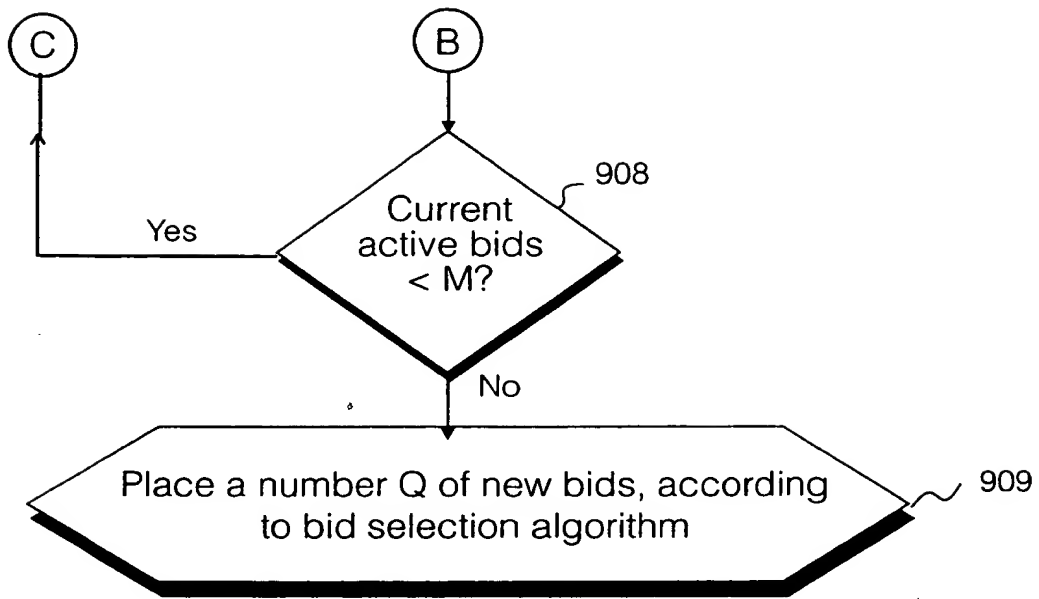 C
B
908
Current
active bids
< M?
Yes
No
Place a number Q of new bids, according
to bid selection algorithm
909